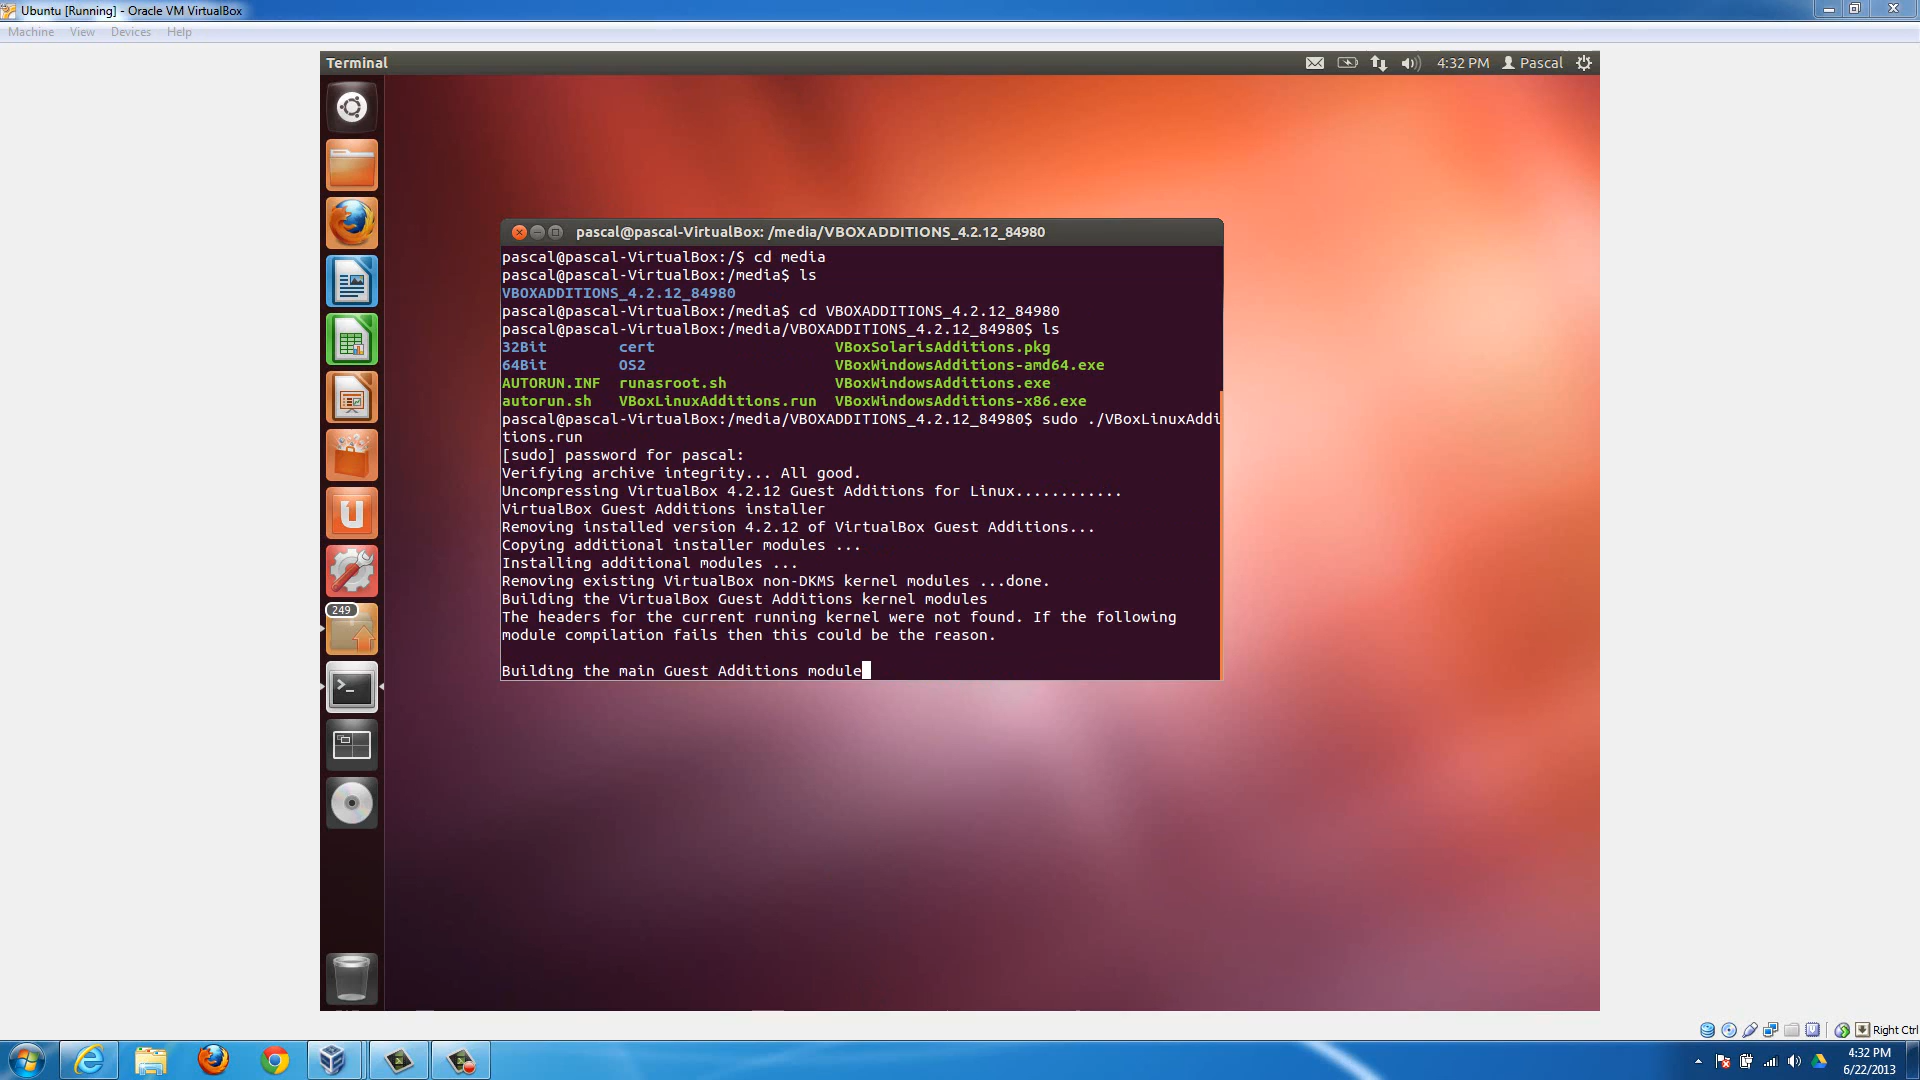 Ubuntu [Running] - Oracle VM VirtualBox
Machine View Devices Help
Terminal
4:32 PM Pascal
pascal@pascal-VirtualBox: /media/VBOXADDITIONS_4.2.12_84980
pascal@pascal-VirtualBox:/$ cd media
pascal@pascal-VirtualBox:/media$ ls
VBOXADDITIONS_4.2.12_84980
pascal@pascal-VirtualBox:/media$ cd VBOXADDITIONS_4.2.12_84980
pascal@pascal-VirtualBox:/media/VBOXADDITIONS_4.2.12_84980$ ls
32Bit cert VBoxSolarisAdditions.pkg
64Bit OS2 VBoxWindowsAdditions-amd64.exe
AUTORUN.INF runasroot.sh VBoxWindowsAdditions.exe
autorun.sh VBoxLinuxAdditions.run VBoxWindowsAdditions-x86.exe
pascal@pascal-VirtualBox:/media/VBOXADDITIONS_4.2.12_84980$ sudo ./VBoxLinuxAddi
tions.run
[sudo] password for pascal:
Verifying archive integrity... All good.
Uncompressing VirtualBox 4.2.12 Guest Additions for Linux............
VirtualBox Guest Additions installer
Removing installed version 4.2.12 of VirtualBox Guest Additions...
Copying additional installer modules ...
Installing additional modules ...
Removing existing VirtualBox non-DKMS kernel modules ...done.
Building the VirtualBox Guest Additions kernel modules
The headers for the current running kernel were not found. If the following
module compilation fails then this could be the reason.
Building the main Guest Additions module
249
Right Ctrl
4:32 PM
6/22/2013